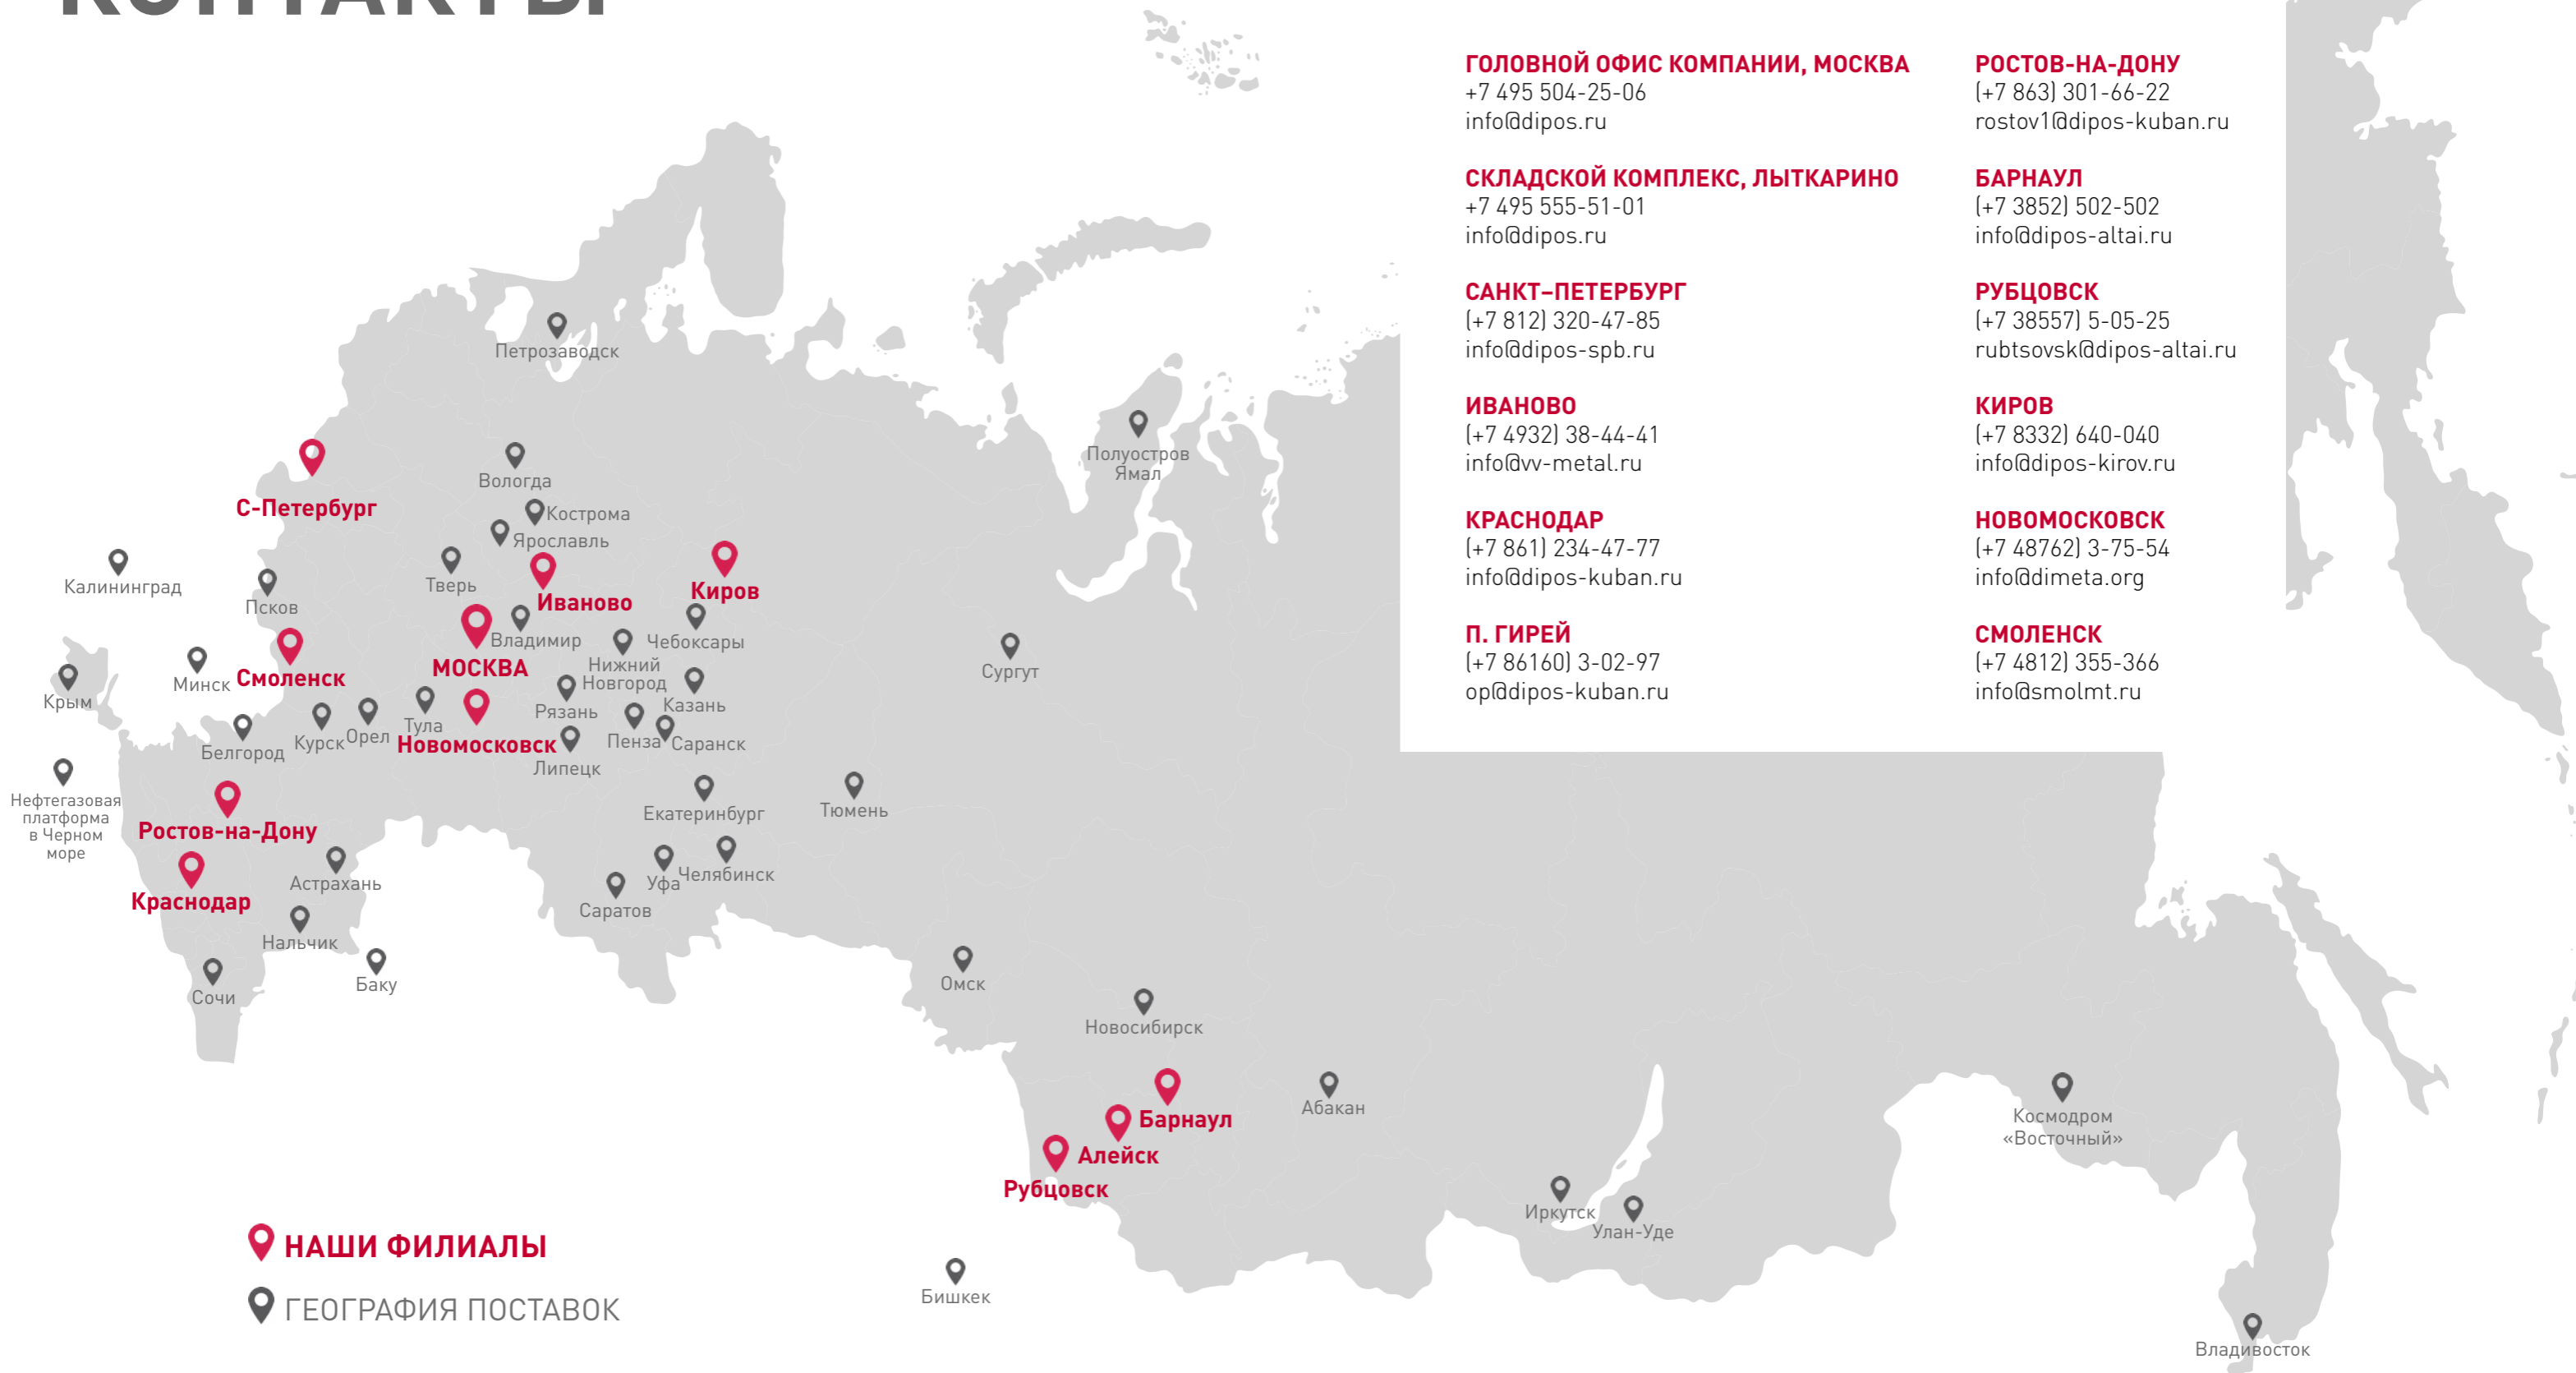 КОНТАКТЫ
ГОЛОВНОЙ ОФИС КОМПАНИИ, МОСКВА
+7 495 504-25-06
info@dipos.ru
СКЛАДСКОЙ КОМПЛЕКС, ЛЫТКАРИНО
+7 495 555-51-01
info@dipos.ru
САНКТ–ПЕТЕРБУРГ
(+7 812) 320-47-85
info@dipos-spb.ru
ИВАНОВО
(+7 4932) 38-44-41
info@vv-metal.ru
КРАСНОДАР
(+7 861) 234-47-77
info@dipos-kuban.ru
П. ГИРЕЙ
(+7 86160) 3-02-97
op@dipos-kuban.ru
РОСТОВ-НА-ДОНУ
(+7 863) 301-66-22
rostov1@dipos-kuban.ru
БАРНАУЛ
(+7 3852) 502-502
info@dipos-altai.ru
РУБЦОВСК
(+7 38557) 5-05-25
rubtsovsk@dipos-altai.ru
КИРОВ
(+7 8332) 640-040
info@dipos-kirov.ru
НОВОМОСКОВСК
(+7 48762) 3-75-54
info@dimeta.org
СМОЛЕНСК
(+7 4812) 355-366
info@smolmt.ru
Петрозаводск
Полуостров
Ямал
Вологда
С-Петербург
Кострома
Ярославль
Тверь
Калининград
Псков
Иваново
Киров
Владимир
Чебоксары
МОСКВА
Нижний
Новгород
Сургут
Минск
Смоленск
Крым
Рязань
Казань
Тула
Орел
Курск
Белгород
Новомосковск
Пенза
Саранск
Липецк
Нефтегазовая
платформа
в Черном
море
Екатеринбург
Тюмень
Ростов-на-Дону
Челябинск
Уфа
Астрахань
Краснодар
Саратов
Нальчик
Баку
Сочи
Омск
Новосибирск
Барнаул
Абакан
Алейск
Рубцовск
Космодром
«Восточный»
Иркутск
Улан-Уде
Бишкек
Владивосток
НАШИ ФИЛИАЛЫ
ГЕОГРАФИЯ ПОСТАВОК